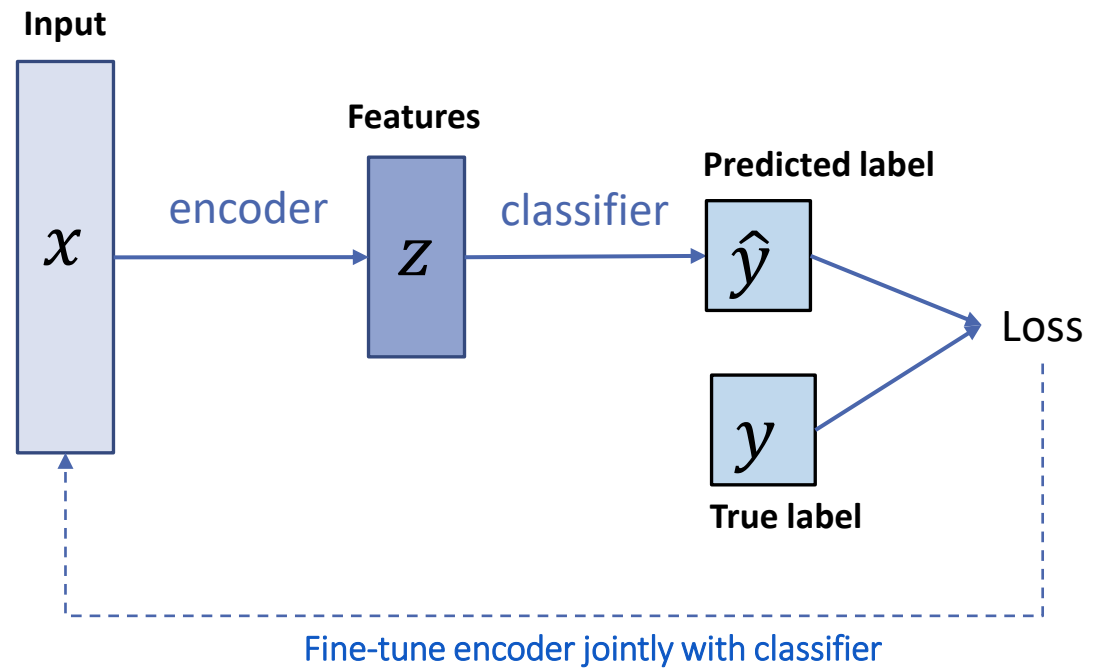 Input
x
encoder
Features
z
classifier
Predicted label
ŷ
Loss
y
True label
Fine-tune encoder jointly with classifier